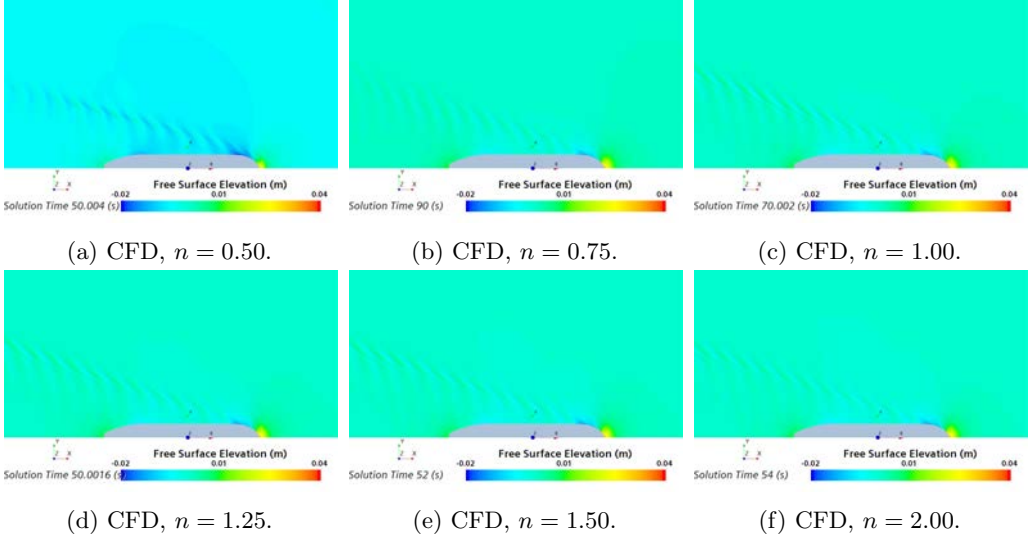 Free Surface Elevation (m)
Solution Time 50.004 (s) -0.02 0.01 0.04
(a) CFD, n = 0.50.
Free Surface Elevation (m)
Solution Time 90 (s) -0.02 0.01 0.04
(b) CFD, n = 0.75.
Free Surface Elevation (m)
Solution Time 70.002 (s) -0.02 0.01 0.04
(c) CFD, n = 1.00.
Free Surface Elevation (m)
Solution Time 50.0016 (s) -0.02 0.01 0.04
(d) CFD, n = 1.25.
Free Surface Elevation (m)
Solution Time 52 (s) -0.02 0.01 0.04
(e) CFD, n = 1.50.
Free Surface Elevation (m)
Solution Time 54 (s) -0.02 0.01 0.04
(f) CFD, n = 2.00.